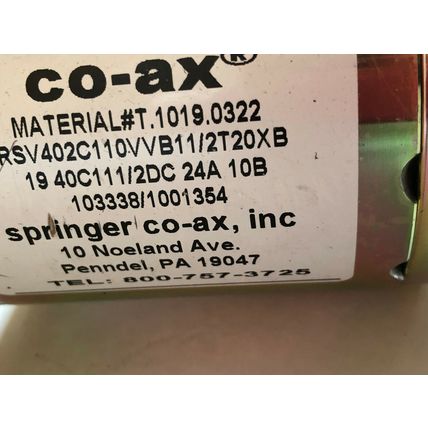 co-ax®
MATERIAL#T.1019.0322
RSV402C110VVB11/2T20XB
19 40C111/2DC 24A 10B
103338/1001354
springer co-ax, inc
10 Noeland Ave.
Penndel, PA 19047
TEL: 800-757-3725